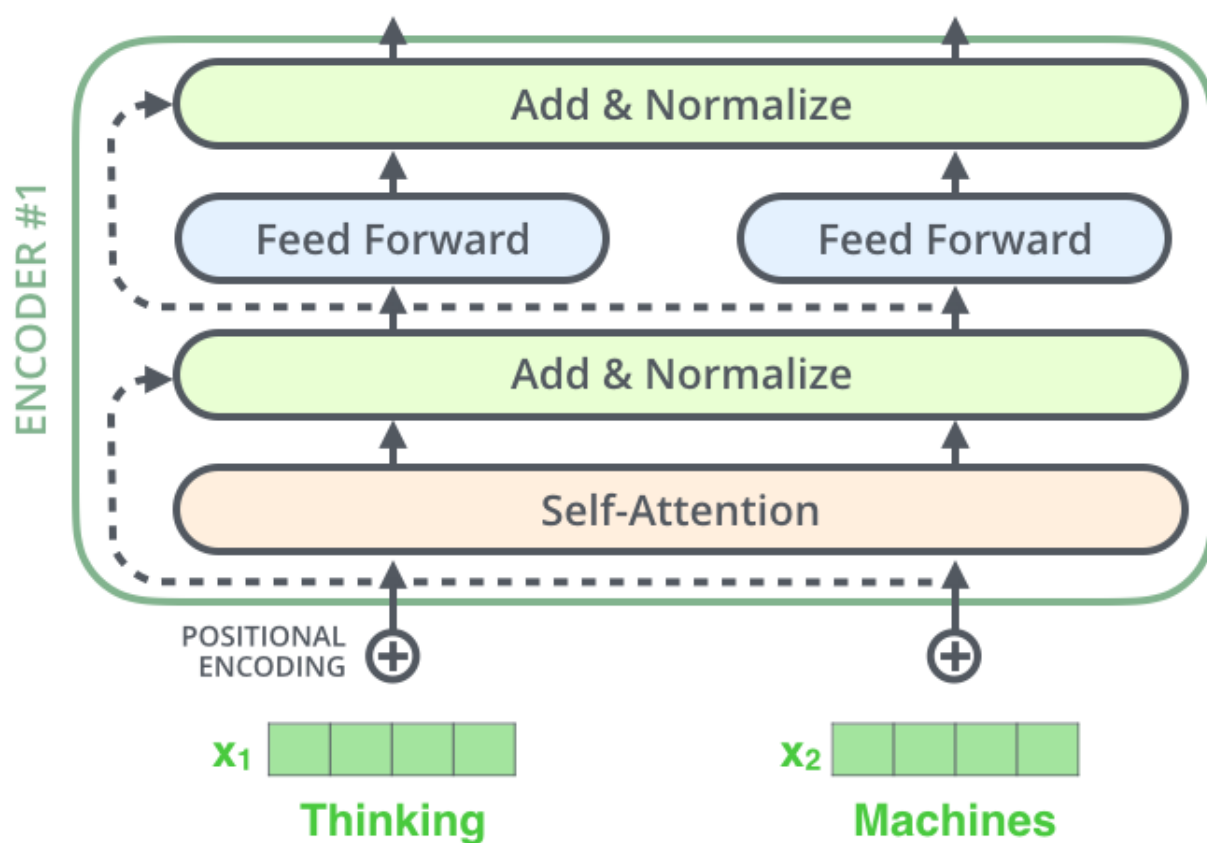 ENCODER #1
Add & Normalize
Feed Forward
Feed Forward
Add & Normalize
Self-Attention
POSITIONAL
ENCODING
x₁
x₂
Thinking
Machines